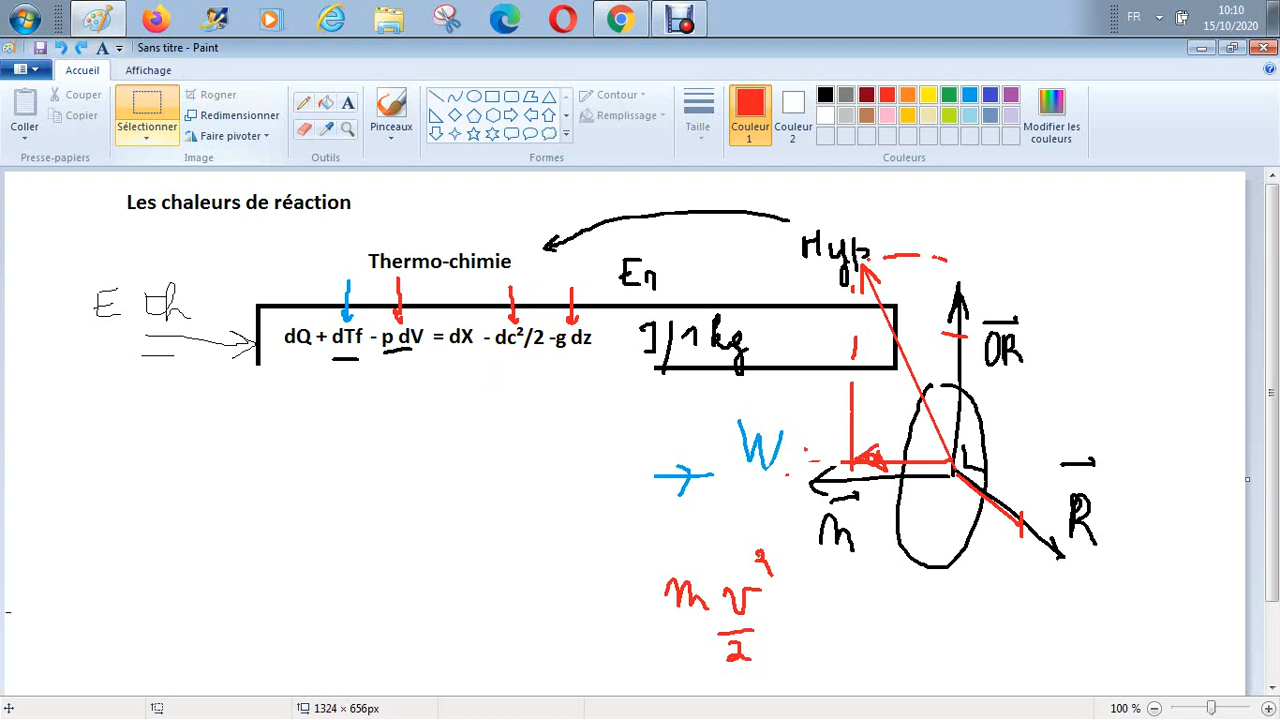 FR
10:10
15/10/2020
Sans titre - Paint
Accueil
Affichage
Coller
Couper
Copier
Presse-papiers
Sélectionner
Rogner
Redimensionner
Faire pivoter
Image
Outils
Pinceaux
Contour
Remplissage
Formes
Taille
Couleur 1
Couleur 2
Modifier les couleurs
Couleurs
Les chaleurs de réaction
Hyp
Thermo-chimie
En
E th
dQ + dTf - p dV = dX - dc²/2 -g dz
J/1 kg
OR
W
n
R
m v²
2
1324 × 656px
100 %